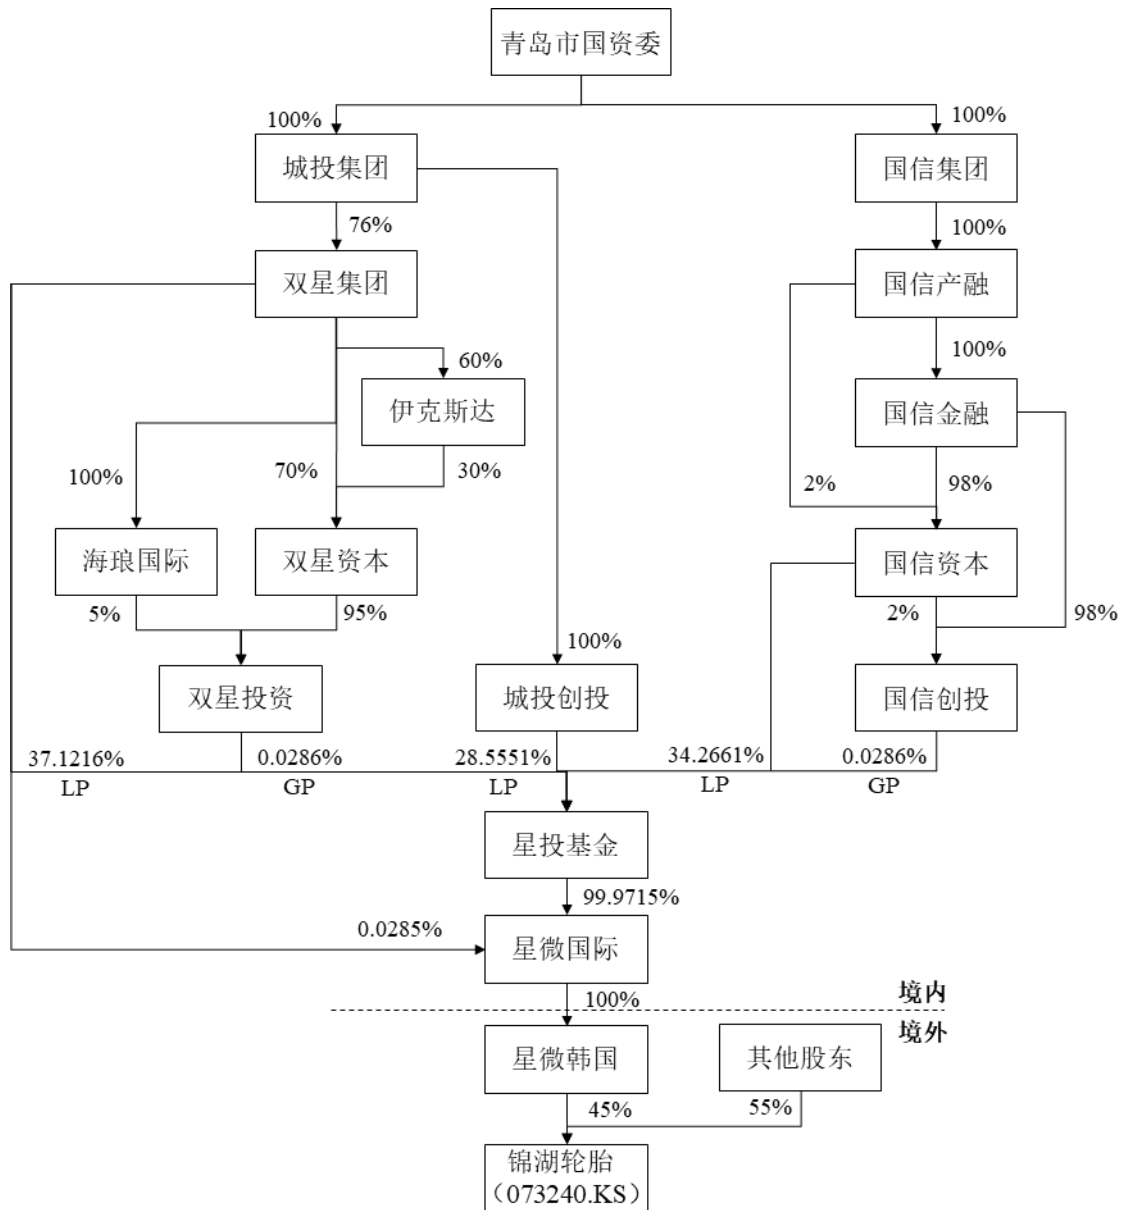 青岛市国资委
100%
100%
城投集团
国信集团
76%
100%
双星集团
国信产融
60%
100%
伊克斯达
国信金融
100%
70%
30%
2%
98%
海琅国际
双星资本
国信资本
5%
95%
2%
98%
100%
双星投资
城投创投
国信创投
37.1216%
0.0286%
28.5551%
34.2661%
0.0286%
LP
GP
LP
LP
GP
星投基金
99.9715%
0.0285%
星微国际
100%
境内
境外
星微韩国
其他股东
45%
55%
锦湖轮胎
（073240.KS）